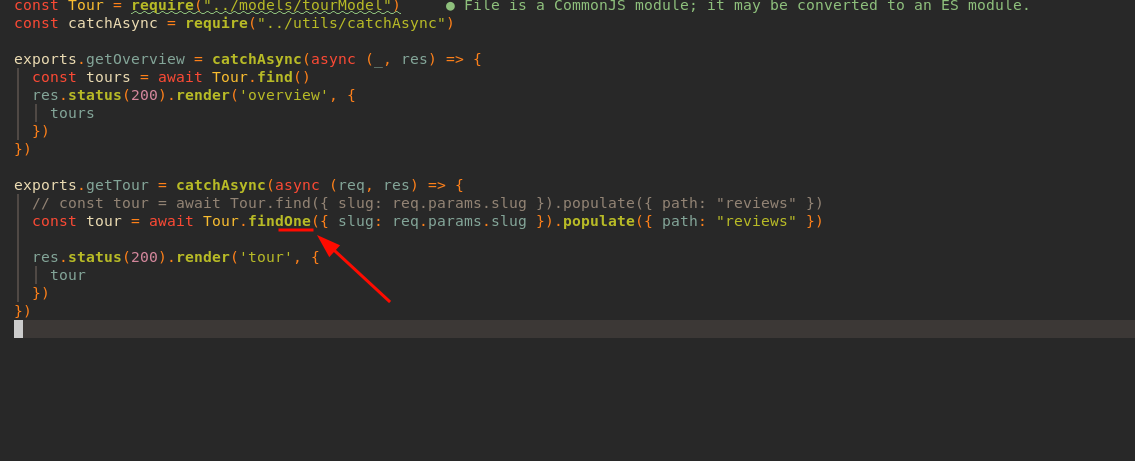 const Tour = require("../models/tourModel")     ● File is a CommonJS module; it may be converted to an ES module.
const catchAsync = require("../utils/catchAsync")
exports.getOverview = catchAsync(async (_, res) => {
  const tours = await Tour.find()
  res.status(200).render('overview', {
    tours
  })
})
exports.getTour = catchAsync(async (req, res) => {
  // const tour = await Tour.find({ slug: req.params.slug }).populate({ path: "reviews" })
  const tour = await Tour.findOne({ slug: req.params.slug }).populate({ path: "reviews" })
  res.status(200).render('tour', {
    tour
  })
})